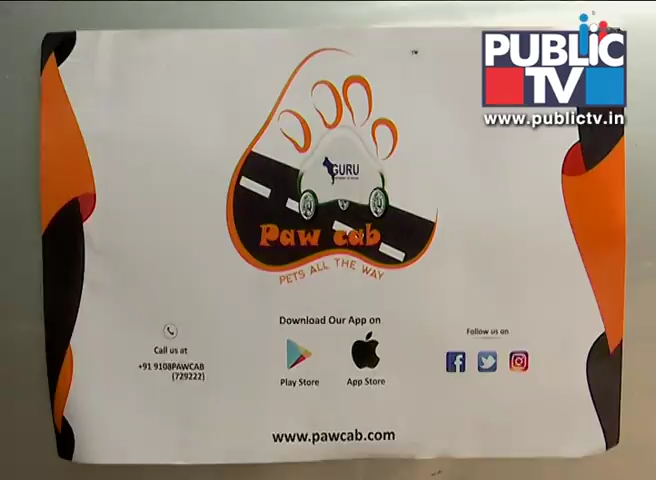 PUBLIC
TV
www.publictv.in
TM
GURU
Paw cab
PETS ALL THE WAY
Download Our App on
Play Store
App Store
Call us at
+91 9108PAWCAB
(729222)
Follow us on
www.pawcab.com